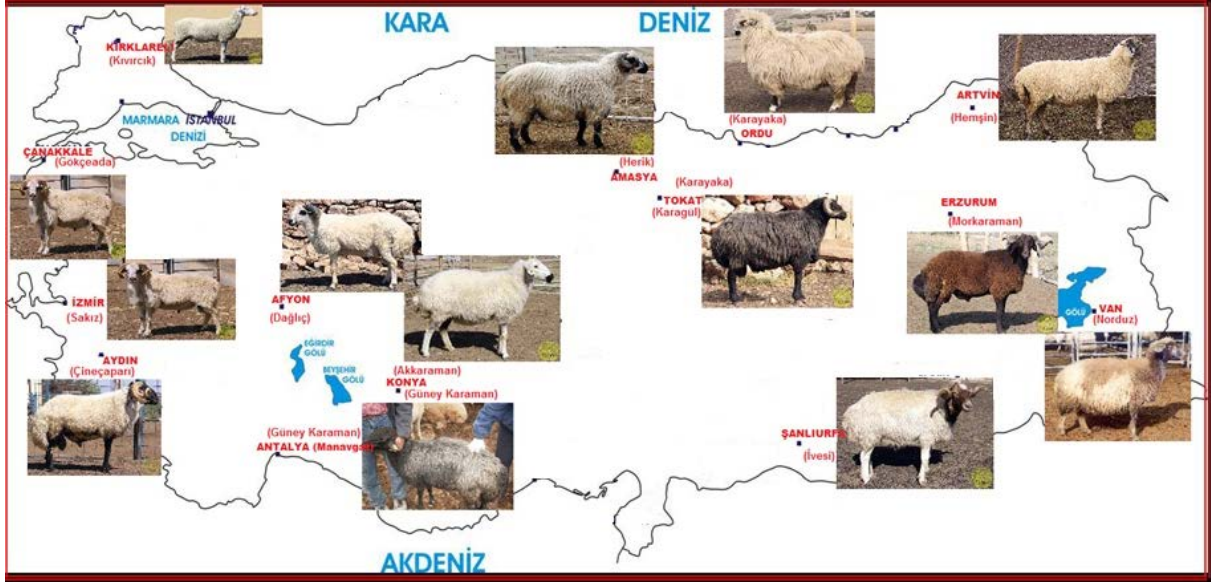 KARA
DENİZ
KIRKLARELİ
(Kıvırcık)
MARMARA İSTANBUL
DENİZİ
ÇANAKKALE
(Gökçeada)
(Karayaka)
ORDU
ARTVİN
(Hemşin)
(Herik)
AMASYA
(Karayaka)
TOKAT
(Karagül)
ERZURUM
(Morkaraman)
İZMİR
(Sakız)
AFYON
(Dağlıç)
GÖLÜ
VAN
(Norduz)
AYDIN
(Çineçaparı)
EĞİRDİR
GÖLÜ
BEYŞEHİR
GÖLÜ
(Akkaraman)
KONYA
(Güney Karaman)
(Güney Karaman)
ANTALYA (Manavgat)
ŞANLIURFA
(İvesi)
AKDENİZ